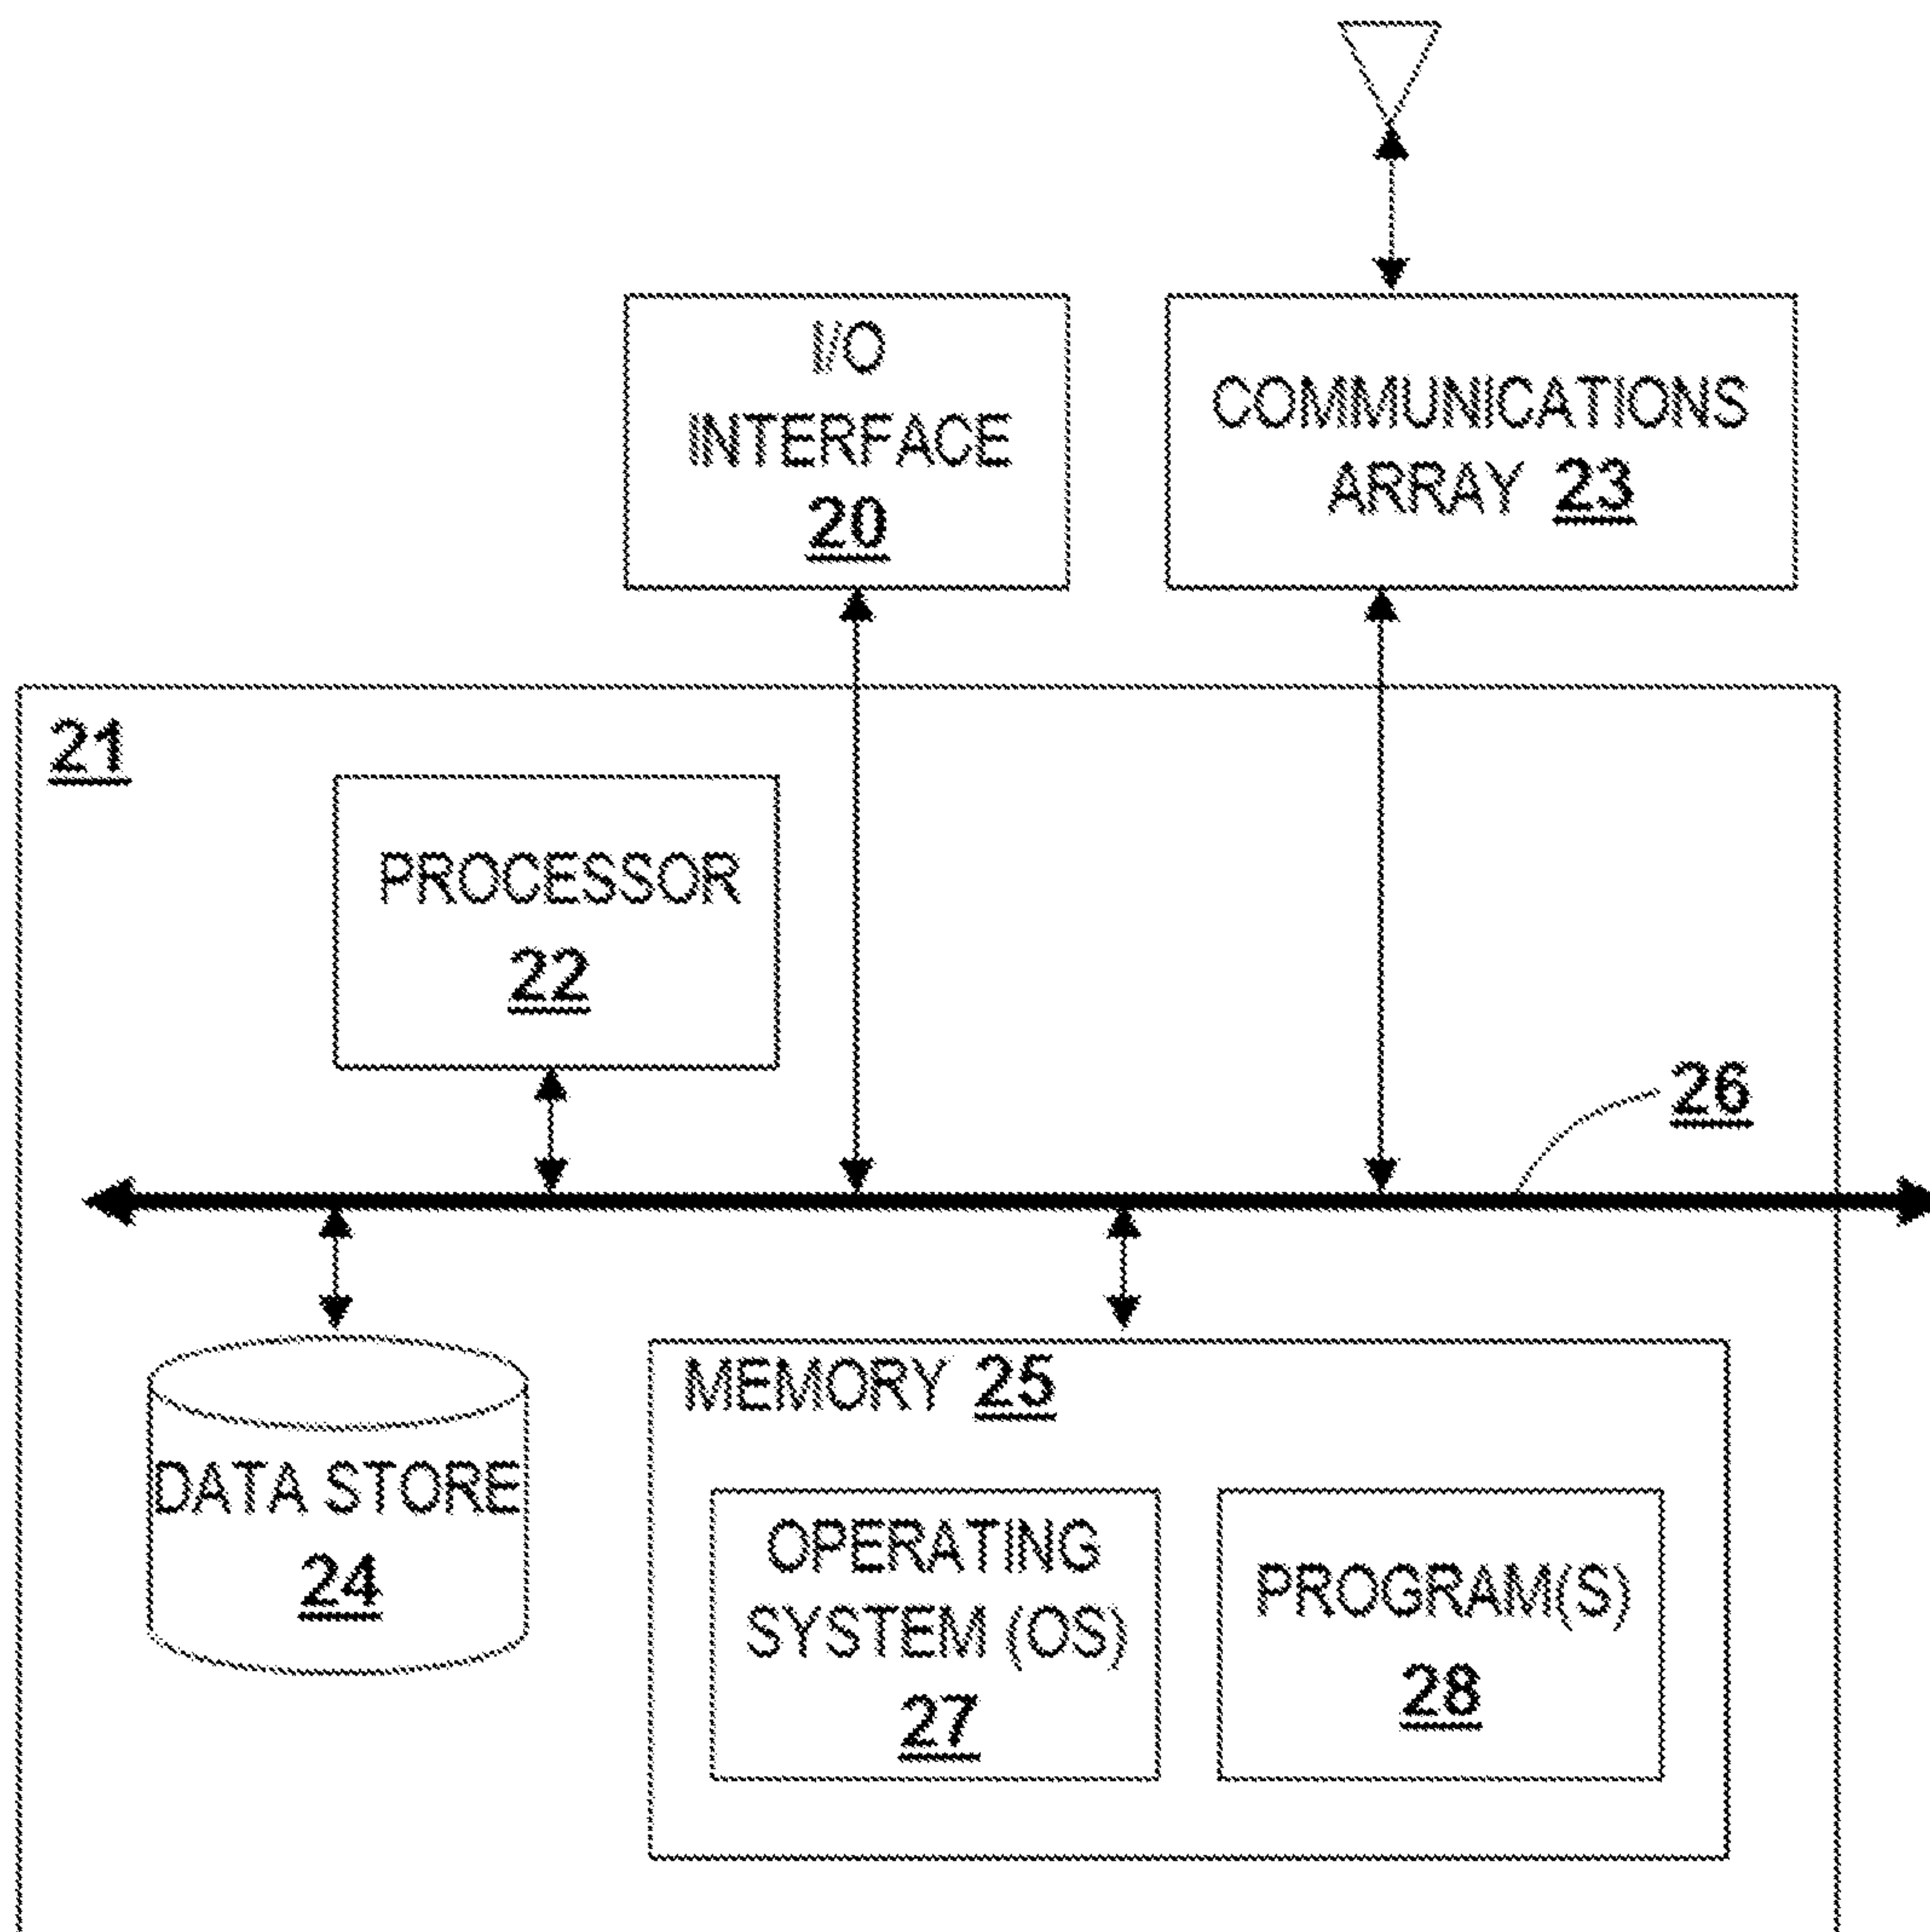 I/O
INTERFACE
20
COMMUNICATIONS
ARRAY 23
21
PROCESSOR
22
26
DATA STORE
24
MEMORY 25
OPERATING
SYSTEM (OS)
27
PROGRAM(S)
28